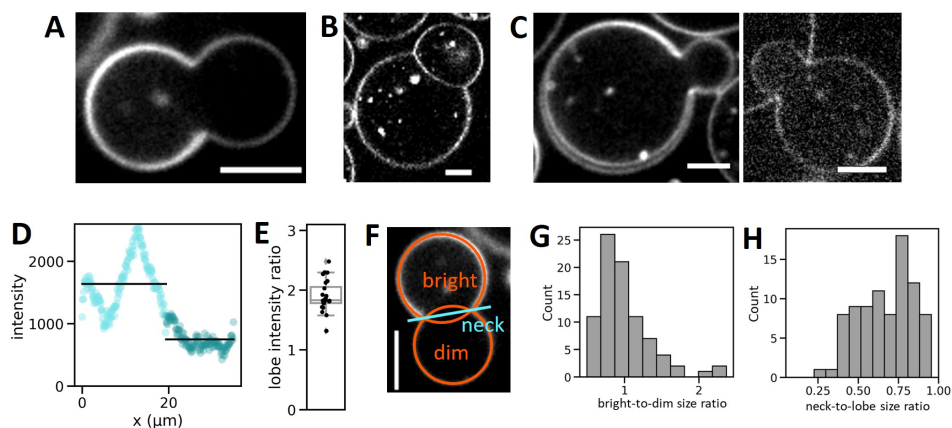 A
B
C
D
intensity
2000
1000
0
0
20
x (μm)
E
lobe intensity ratio
3
2
1
0
F
bright
neck
dim
G
Count
25
20
15
10
5
0
1
2
bright-to-dim size ratio
H
Count
15
10
5
0
0.25
0.50
0.75
1.00
neck-to-lobe size ratio